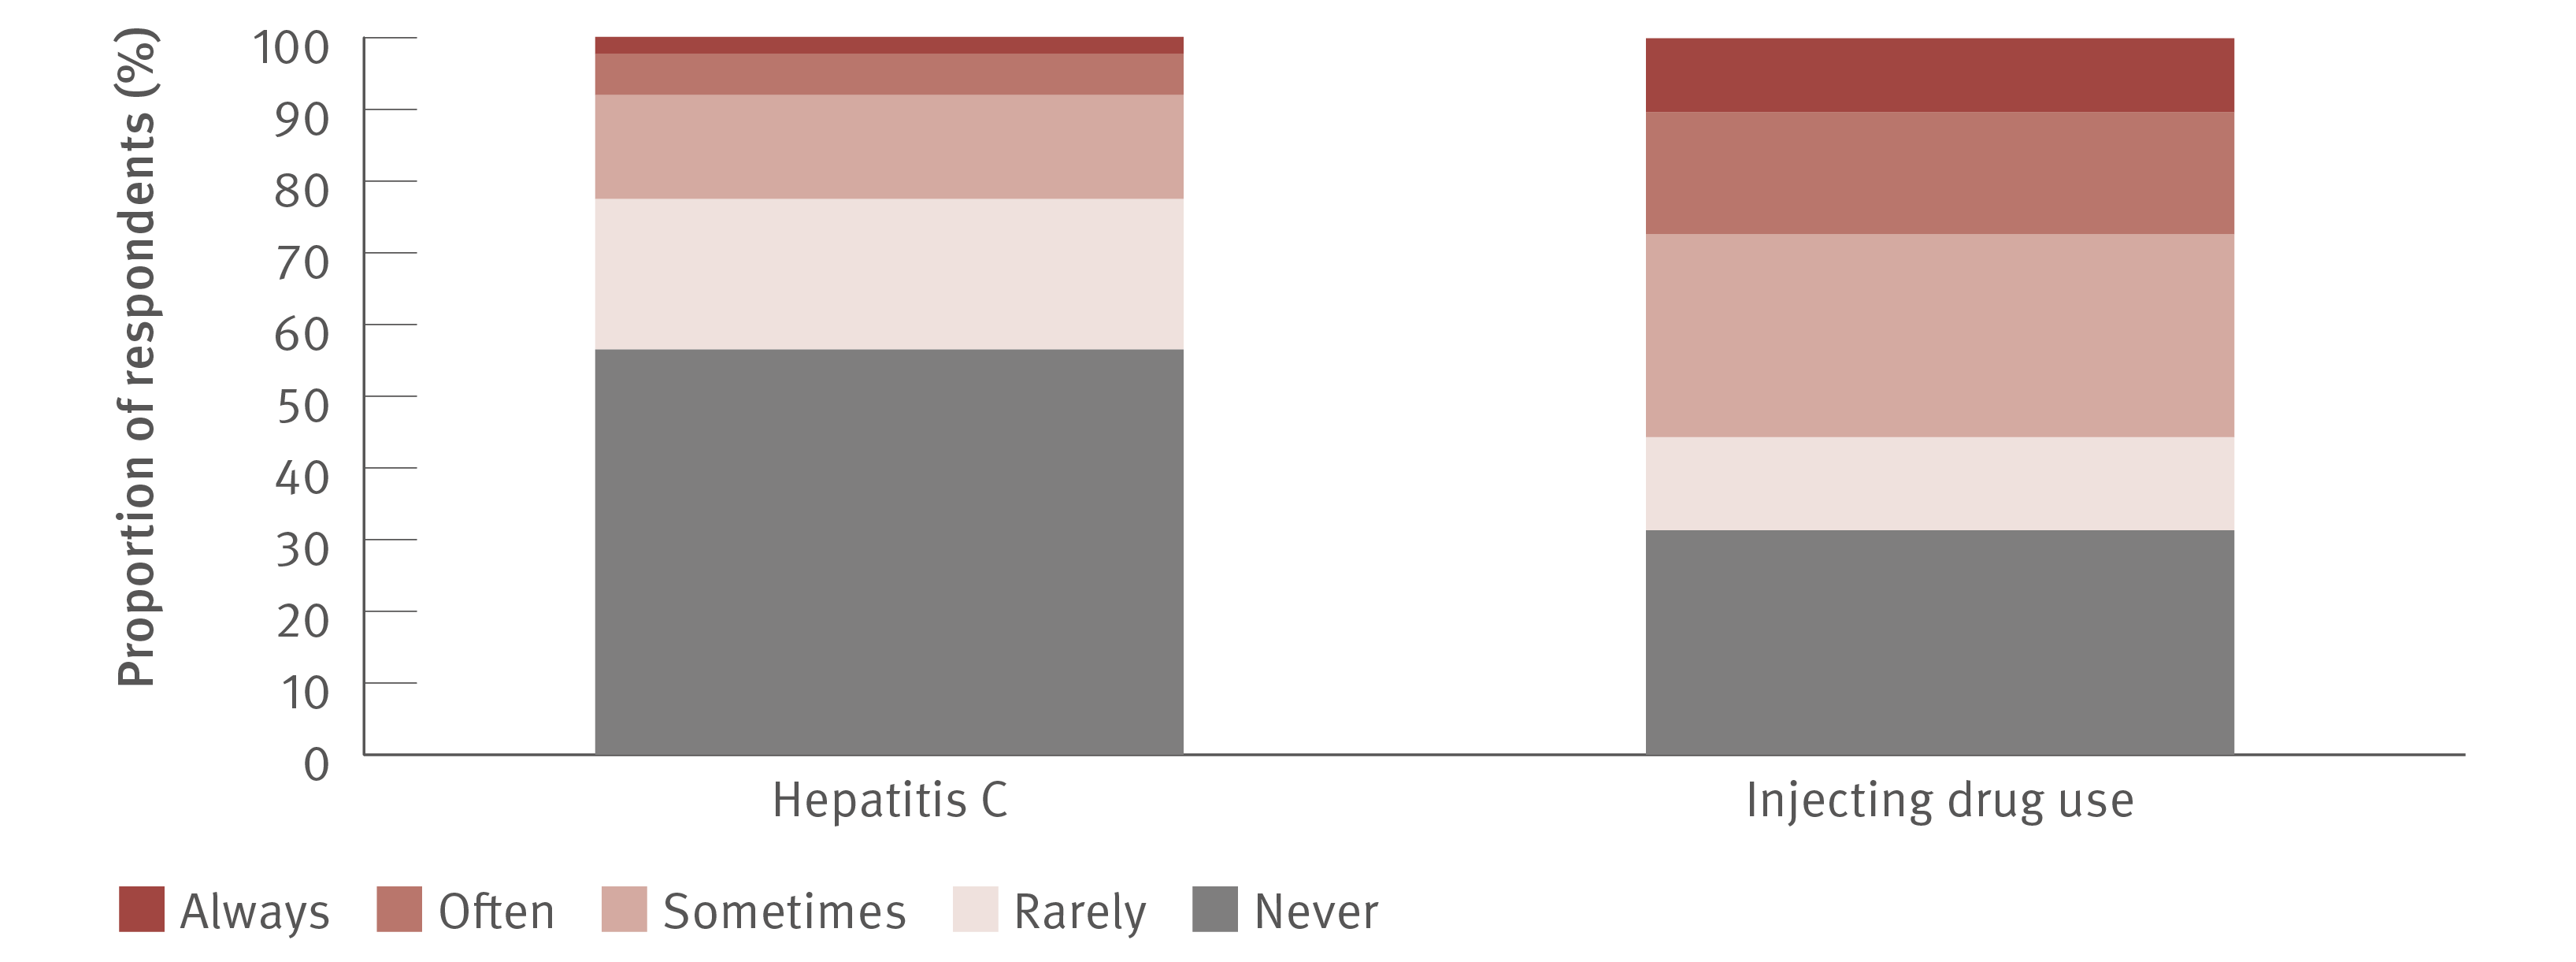 Proportion of respondents (%)
100
90
80
70
60
50
40
30
20
10
0
Hepatitis C
Injecting drug use
Always
Often
Sometimes
Rarely
Never